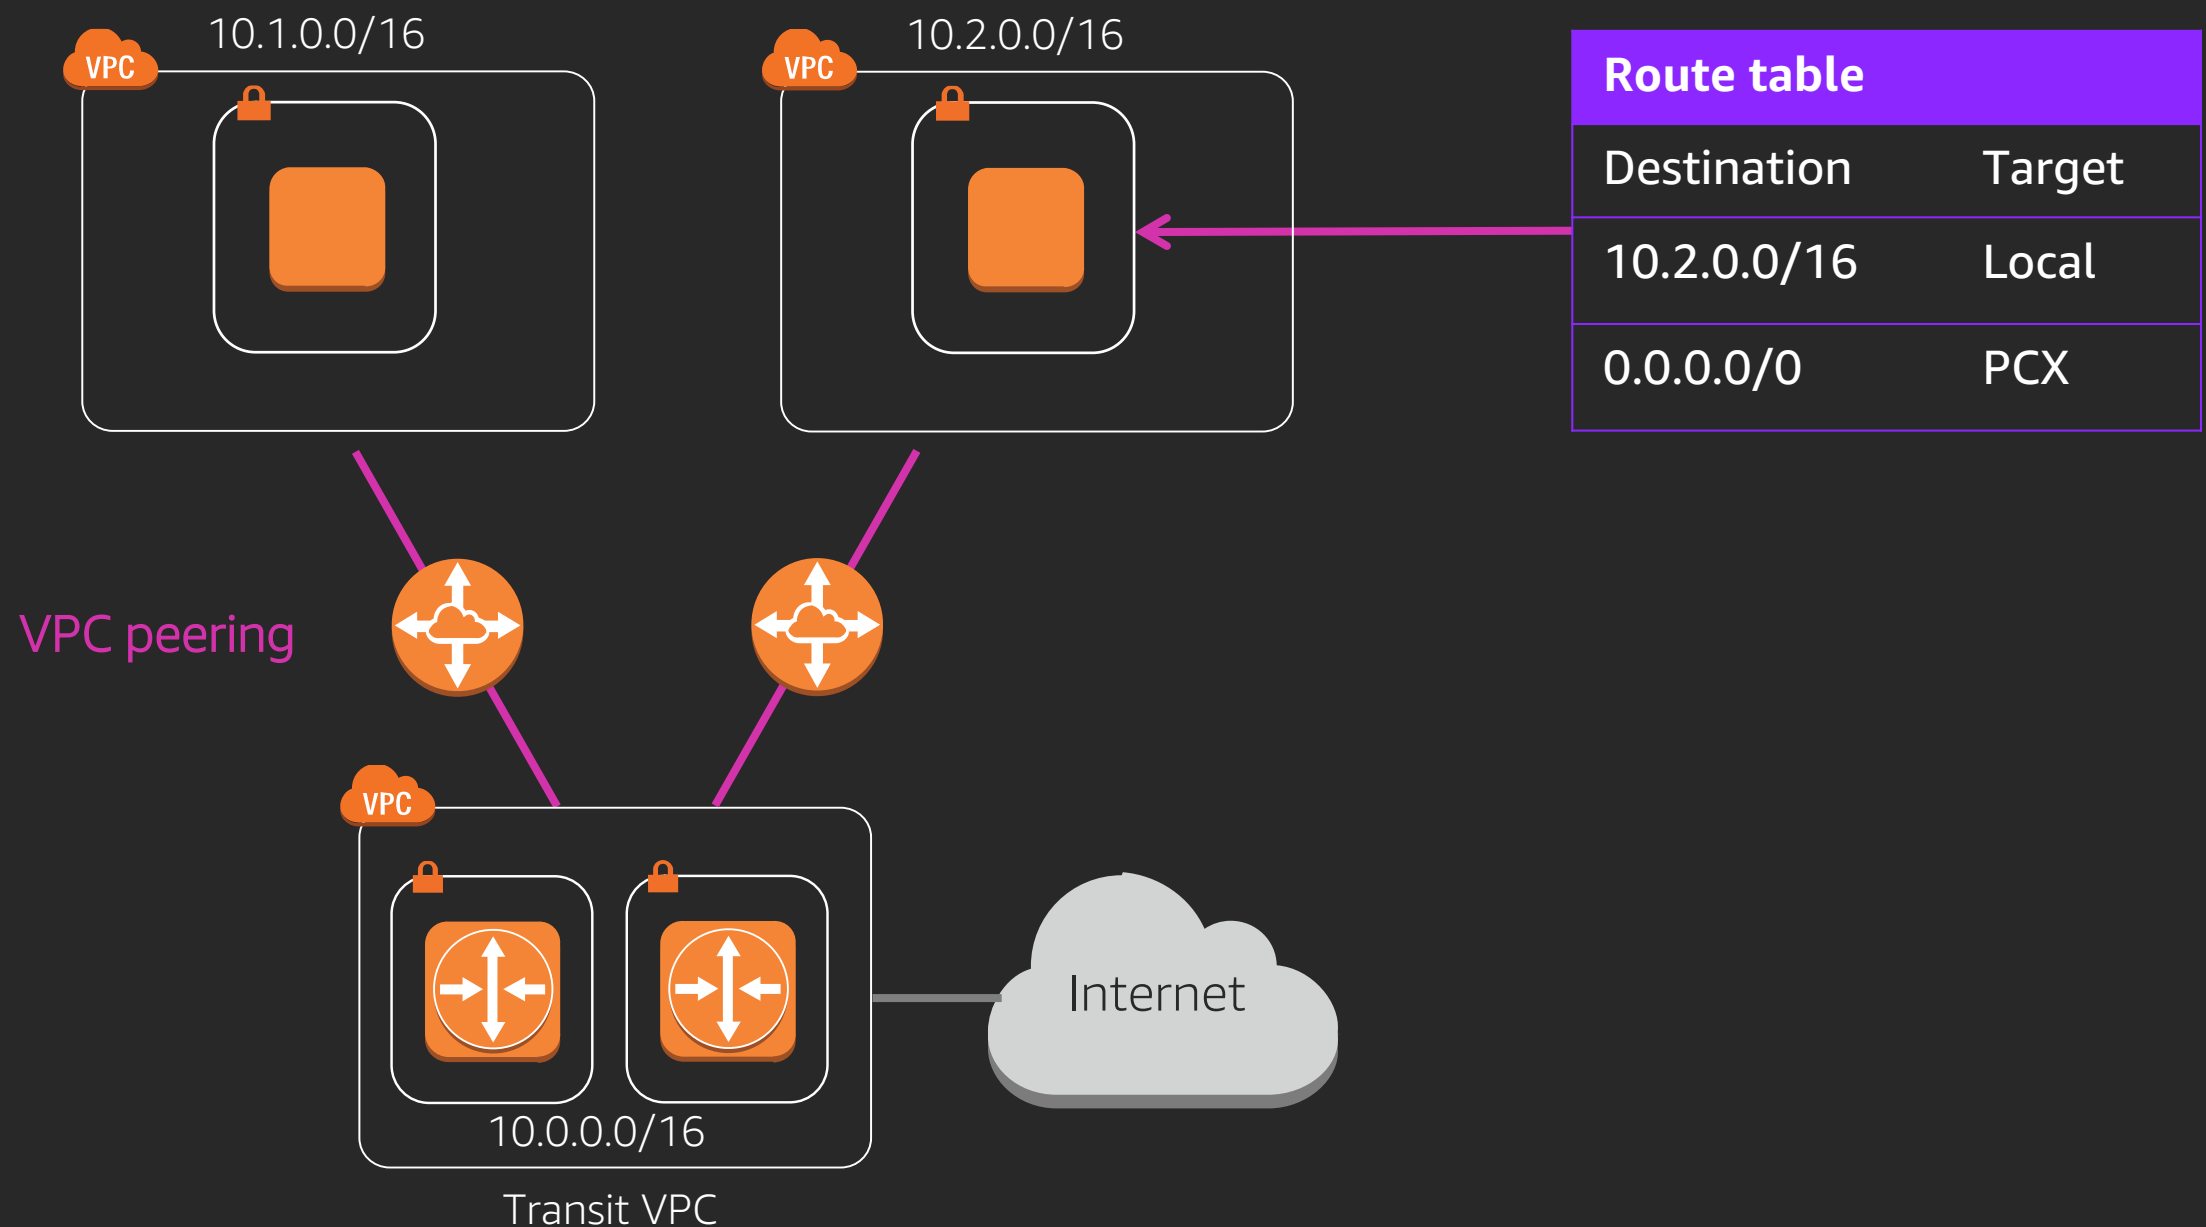 10.1.0.0/16
VPC
10.2.0.0/16
VPC
Route table
Destination Target
10.2.0.0/16 Local
0.0.0.0/0 PCX
VPC peering
VPC
Internet
10.0.0.0/16
Transit VPC